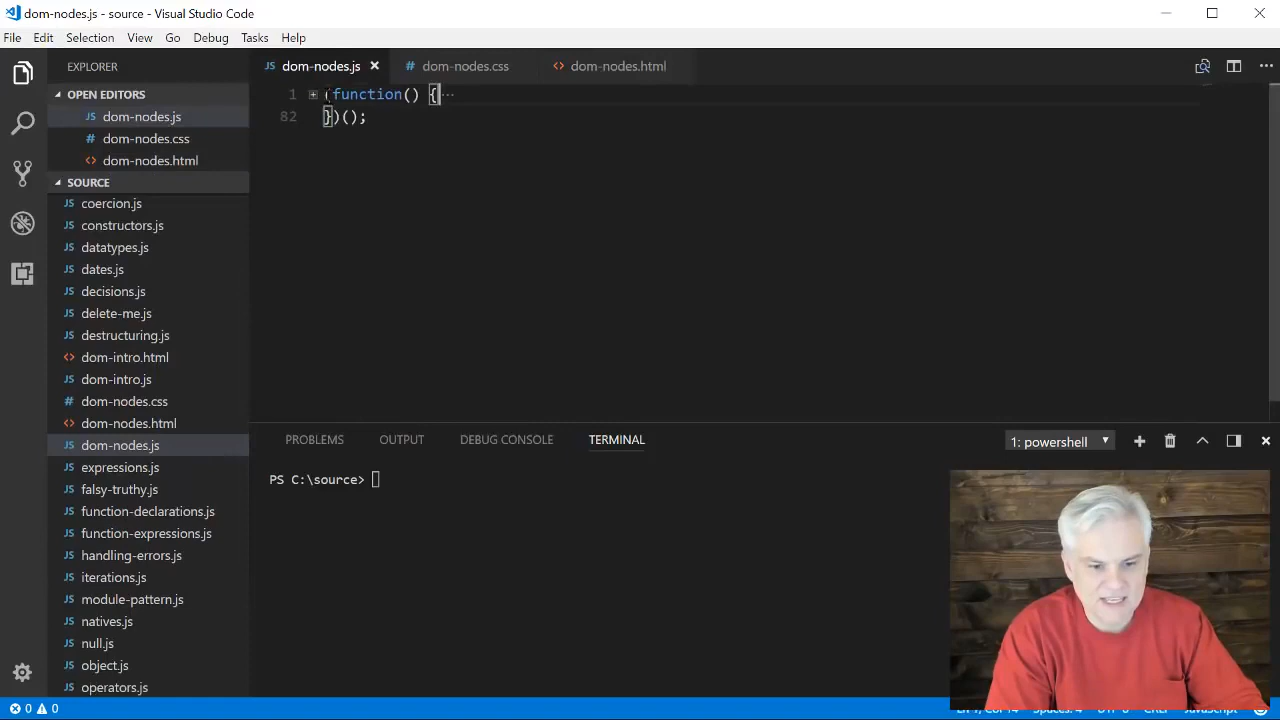 dom-nodes.js - source - Visual Studio Code
File Edit Selection View Go Debug Tasks Help
EXPLORER
dom-nodes.js
dom-nodes.css
dom-nodes.html
OPEN EDITORS
dom-nodes.js
dom-nodes.css
dom-nodes.html
SOURCE
coercion.js
constructors.js
datatypes.js
dates.js
decisions.js
delete-me.js
destructuring.js
dom-intro.html
dom-intro.js
dom-nodes.css
dom-nodes.html
dom-nodes.js
expressions.js
falsy-truthy.js
function-declarations.js
function-expressions.js
handling-errors.js
iterations.js
module-pattern.js
natives.js
null.js
object.js
operators.js
1 (function() {
82 })();
PROBLEMS OUTPUT DEBUG CONSOLE TERMINAL
1: powershell
PS C:\source>
0 0